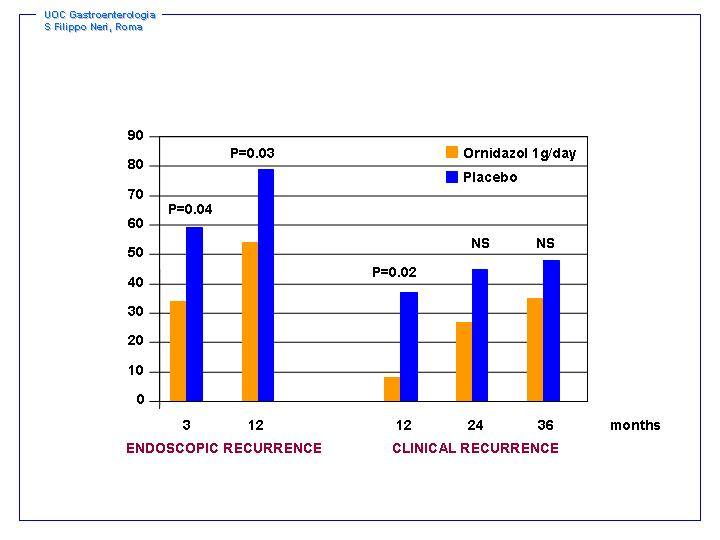 UOC Gastroenterologia
S Filippo Neri, Roma
90
80
70
60
50
40
30
20
10
0
P=0.03
P=0.04
Ornidazol 1g/day
Placebo
NS NS
P=0.02
3 12 12 24 36 months
ENDOSCOPIC RECURRENCE CLINICAL RECURRENCE